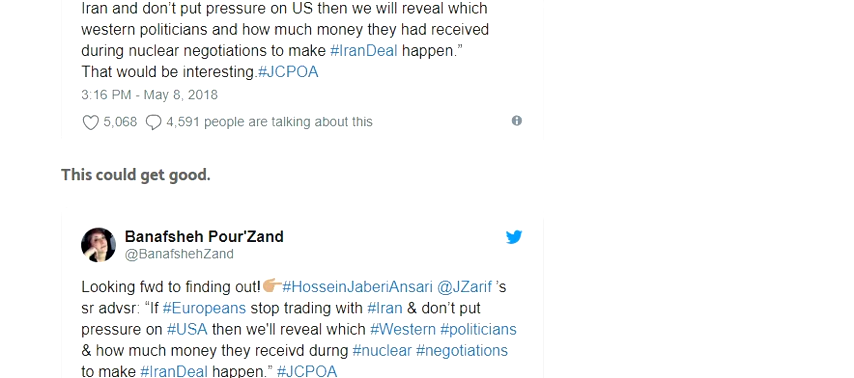 Iran and don’t put pressure on US then we will reveal which
western politicians and how much money they had received
during nuclear negotiations to make #IranDeal happen.”
That would be interesting.#JCPOA
3:16 PM - May 8, 2018
5,068 4,591 people are talking about this
This could get good.
Banafsheh Pour'Zand
@BanafshehZand
Looking fwd to finding out!👉🏼#HosseinJaberiAnsari @JZarif ’s
sr advsr: “If #Europeans stop trading with #Iran & don’t put
pressure on #USA then we'll reveal which #Western #politicians
& how much money they receivd durng #nuclear #negotiations
to make #IranDeal happen.” #JCPOA